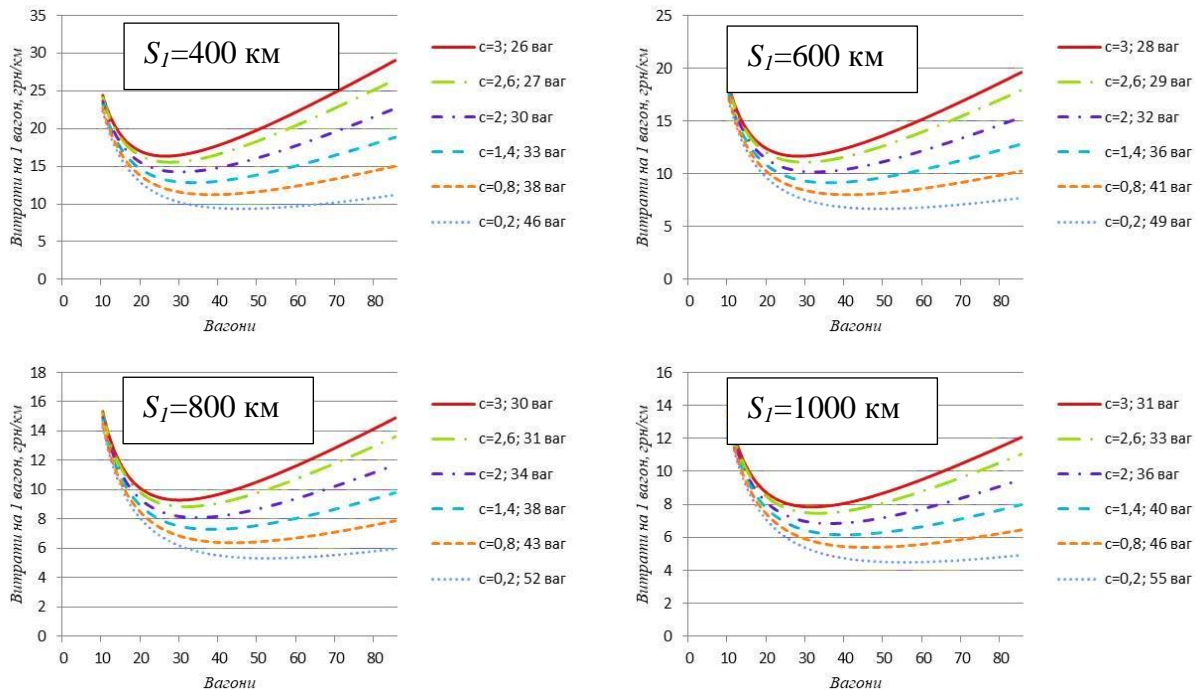 S1=400 км
Витрати на 1 вагон, грн/км
35
30
25
20
15
10
5
0
0 10 20 30 40 50 60 70 80
Вагони
c=3; 26 ваг
c=2,6; 27 ваг
c=2; 30 ваг
c=1,4; 33 ваг
c=0,8; 38 ваг
c=0,2; 46 ваг
S1=600 км
Витрати на 1 вагон, грн/км
25
20
15
10
5
0
0 10 20 30 40 50 60 70 80
Вагони
c=3; 28 ваг
c=2,6; 29 ваг
c=2; 32 ваг
c=1,4; 36 ваг
c=0,8; 41 ваг
c=0,2; 49 ваг
S1=800 км
Витрати на 1 вагон, грн/км
18
16
14
12
10
8
6
4
2
0
0 10 20 30 40 50 60 70 80
Вагони
c=3; 30 ваг
c=2,6; 31 ваг
c=2; 34 ваг
c=1,4; 38 ваг
c=0,8; 43 ваг
c=0,2; 52 ваг
S1=1000 км
Витрати на 1 вагон, грн/км
16
14
12
10
8
6
4
2
0
0 10 20 30 40 50 60 70 80
Вагони
c=3; 31 ваг
c=2,6; 33 ваг
c=2; 36 ваг
c=1,4; 40 ваг
c=0,8; 46 ваг
c=0,2; 55 ваг